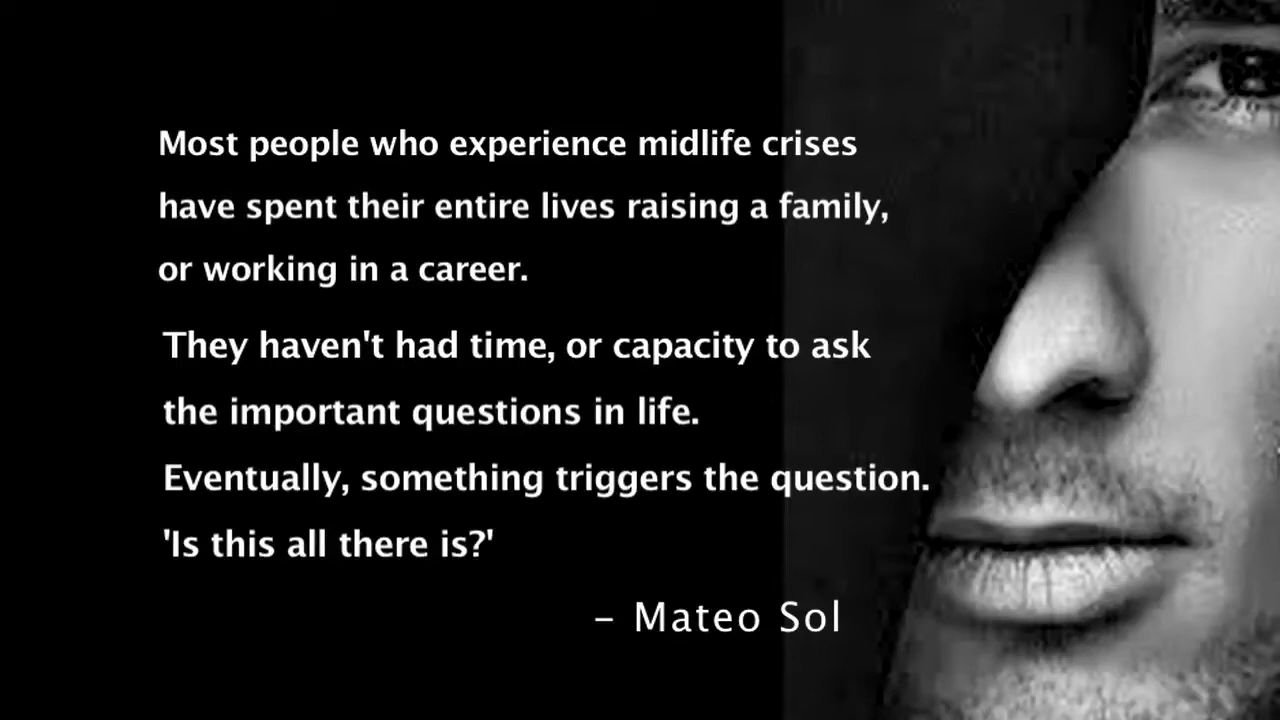 Most people who experience midlife crises
have spent their entire lives raising a family,
or working in a career.
They haven't had time, or capacity to ask
the important questions in life.
Eventually, something triggers the question.
'Is this all there is?'
– Mateo Sol